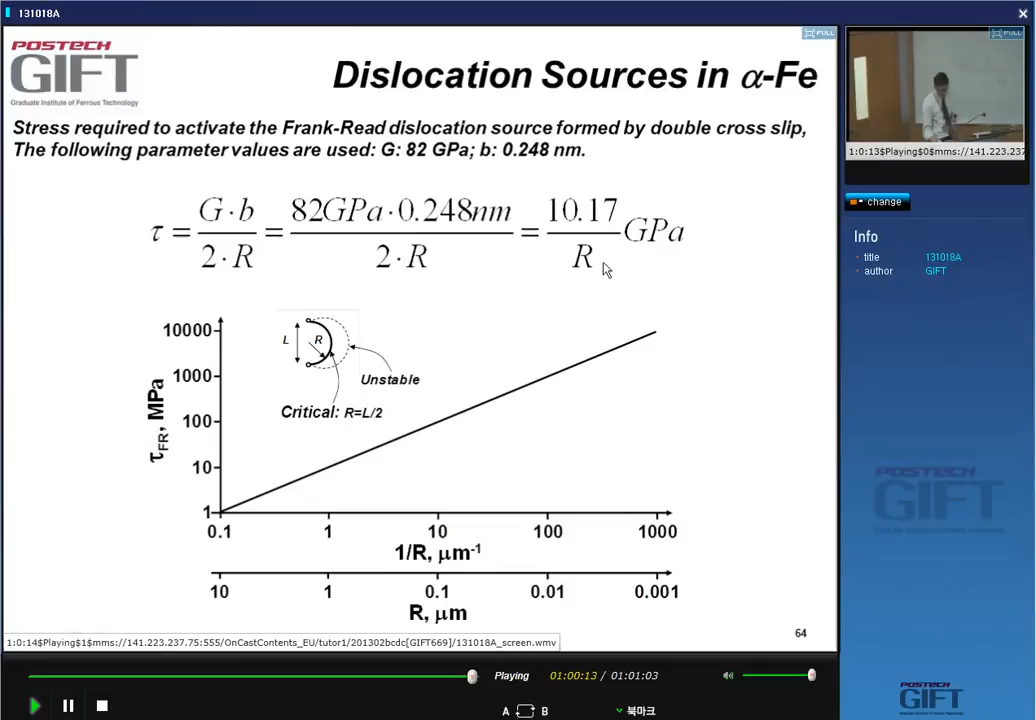 131018A
POSTECH
GIFT
Graduate Institute of Ferrous Technology
FULL
Dislocation Sources in α-Fe
Stress required to activate the Frank-Read dislocation source formed by double cross slip,
The following parameter values are used: G: 82 GPa; b: 0.248 nm.
τ = G·b / 2·R = 82GPa·0.248nm / 2·R = 10.17 / R GPa
10000
1000
100
10
1
τFR, MPa
L
R
Unstable
Critical: R=L/2
0.1 1 10 100 1000
1/R, μm-1
10 1 0.1 0.01 0.001
R, μm
64
1:0:14$Playing$1$mms://141.223.237.75:555/OnCastContents_EU/tutor1/201302bcdc[GIFT669]/131018A_screen.wmv
FULL
1:0:13$Playing$0$mms://141.223.237
change
Info
title 131018A
author GIFT
POSTECH
GIFT
Playing 01:00:13 / 01:01:03
A B 북마크
POSTECH
GIFT